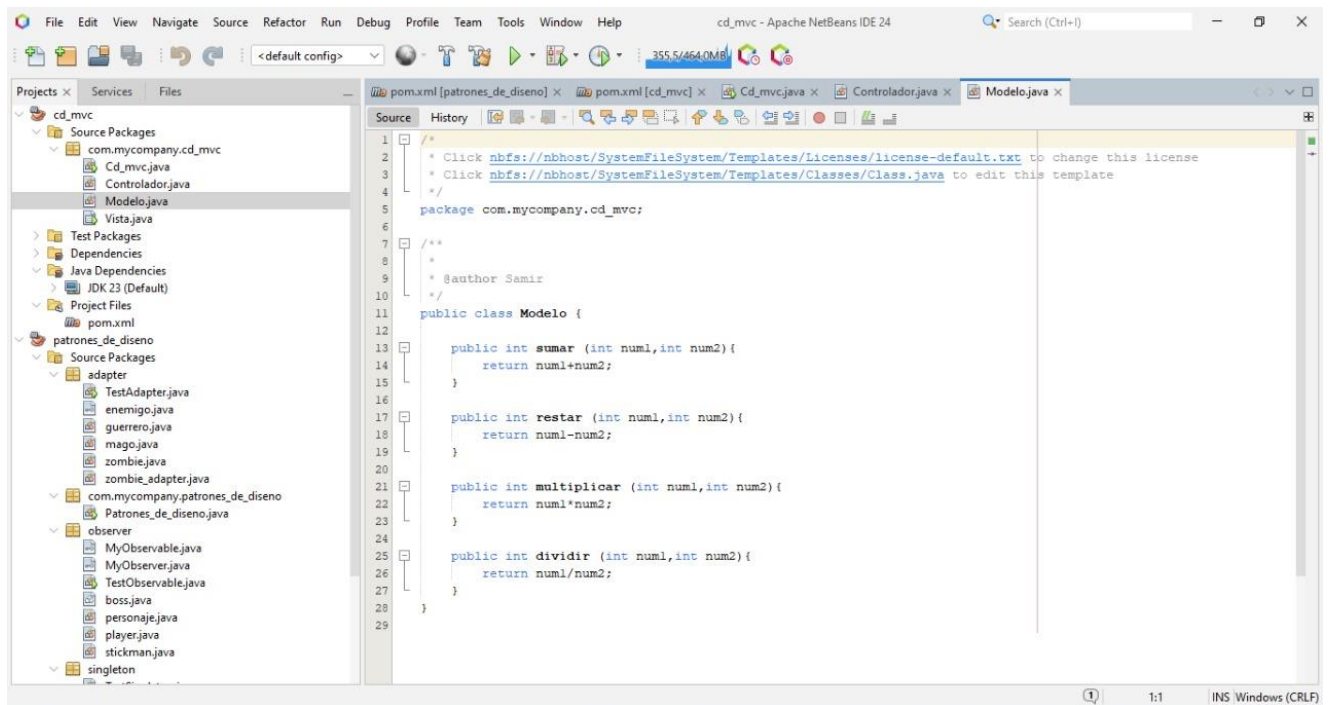 File Edit View Navigate Source Refactor Run Debug Profile Team Tools Window Help cd_mvc - Apache NetBeans IDE 24 Search (Ctrl+I)
<default config> 355,5/464,0MB
Projects Services Files
cd_mvc
Source Packages
com.mycompany.cd_mvc
Cd_mvc.java
Controlador.java
Modelo.java
Vista.java
Test Packages
Dependencies
Java Dependencies
JDK 23 (Default)
Project Files
pom.xml
patrones_de_diseno
Source Packages
adapter
TestAdapter.java
enemigo.java
guerrero.java
mago.java
zombie.java
zombie_adapter.java
com.mycompany.patrones_de_diseno
Patrones_de_diseno.java
observer
MyObservable.java
MyObserver.java
TestObservable.java
boss.java
personaje.java
player.java
stickman.java
singleton
pom.xml [patrones_de_diseno] pom.xml [cd_mvc] Cd_mvc.java Controlador.java Modelo.java
Source History
1 /*
2 * Click nbfs://nbhost/SystemFileSystem/Templates/Licenses/license-default.txt to change this license
3 * Click nbfs://nbhost/SystemFileSystem/Templates/Classes/Class.java to edit this template
4 */
5 package com.mycompany.cd_mvc;
6
7 /**
8 *
9 * @author Samir
10 */
11 public class Modelo {
12
13 public int sumar (int num1,int num2){
14 return num1+num2;
15 }
16
17 public int restar (int num1,int num2){
18 return num1-num2;
19 }
20
21 public int multiplicar (int num1,int num2){
22 return num1*num2;
23 }
24
25 public int dividir (int num1,int num2){
26 return num1/num2;
27 }
28 }
29
1 1:1 INS Windows (CRLF)